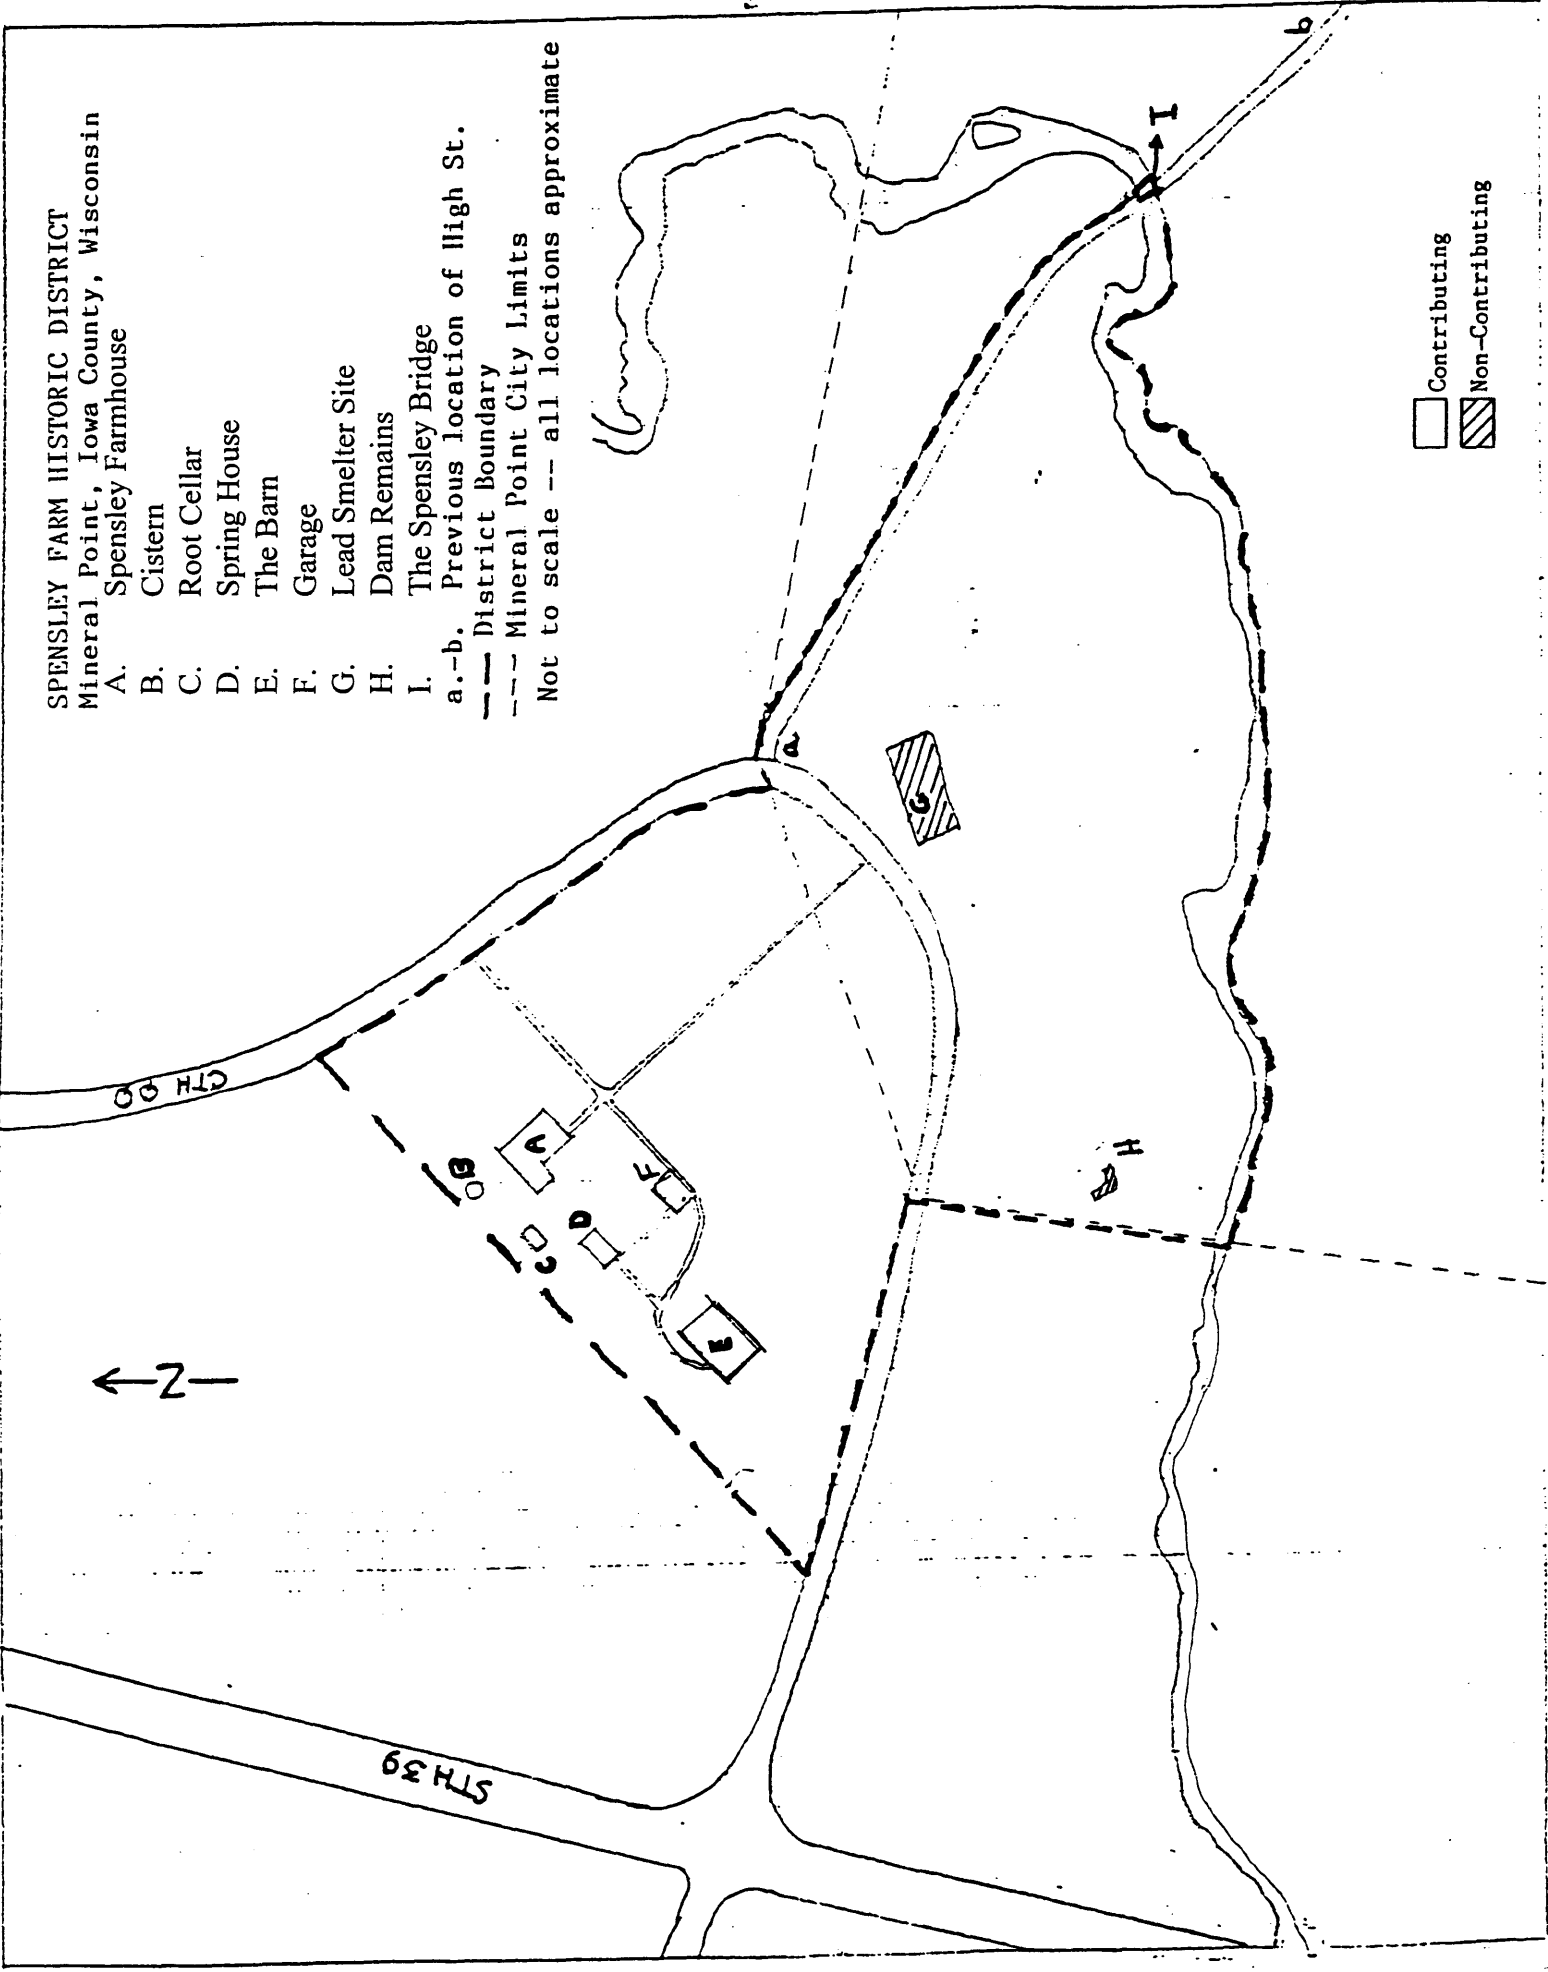 SPENSLEY FARM HISTORIC DISTRICT
Mineral Point, Iowa County, Wisconsin
A. Spensley Farmhouse
B. Cistern
C. Root Cellar
D. Spring House
E. The Barn
F. Garage
G. Lead Smelter Site
H. Dam Remains
I. The Spensley Bridge
a.-b. Previous location of High St.
District Boundary
Mineral Point City Limits
Not to scale -- all locations approximate
CTH QQ
STH 39
N
A
B
C
D
E
F
G
H
I
a
b
Contributing
Non-Contributing